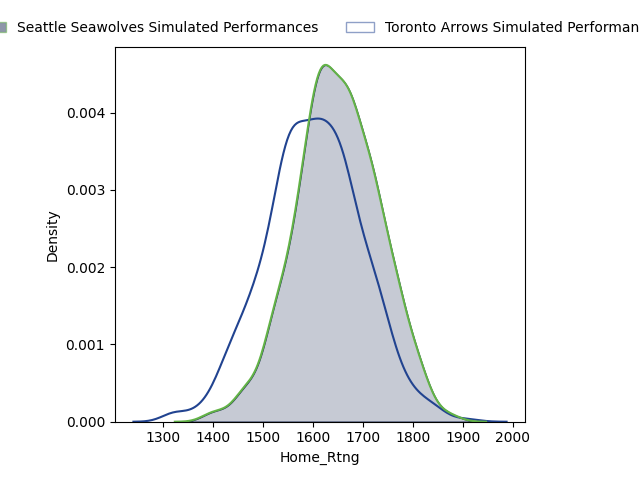 Seattle Seawolves Simulated Performances Toronto Arrows Simulated Performan
0.004
0.003
0.002
0.001
0.000
Density
1300 1400 1500 1600 1700 1800 1900 2000
Home_Rtng